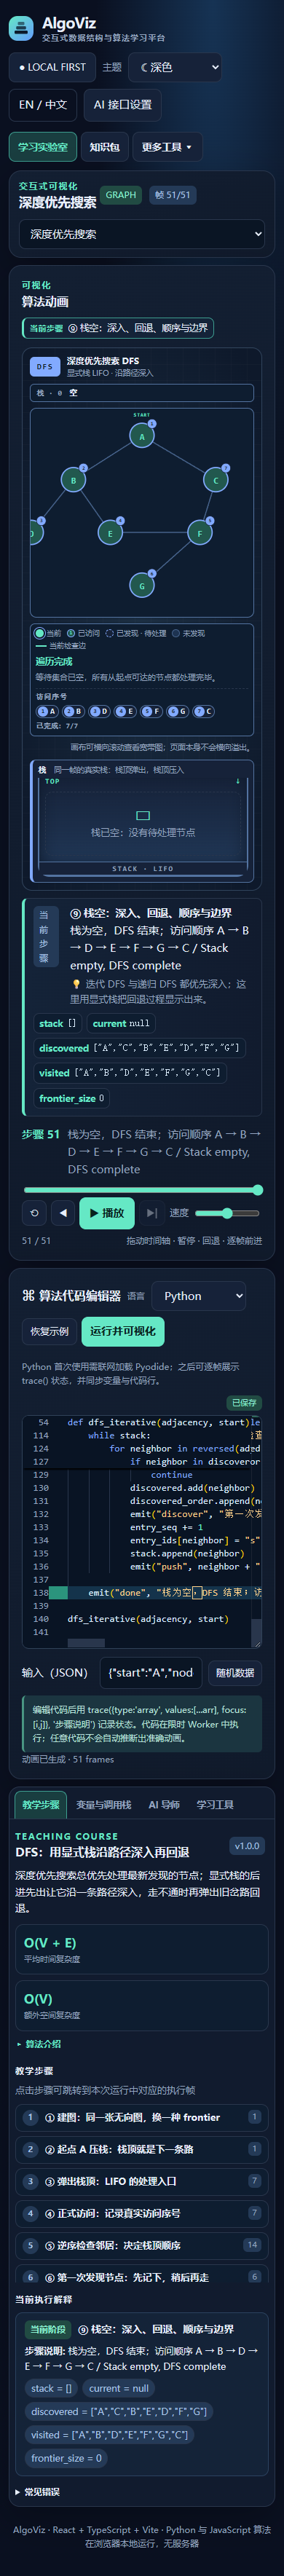 AlgoViz
交互式数据结构与算法学习平台
● LOCAL FIRST
主题
☾ 深色
EN / 中文
AI 接口设置
学习实验室
知识包
更多工具 ▾
交互式可视化
深度优先搜索
GRAPH
帧 51/51
深度优先搜索
可视化
算法动画
当前步骤 ⑨ 栈空：深入、回退、顺序与边界
DFS
深度优先搜索 DFS
显式栈 LIFO · 沿路径深入
栈 · 0 空
START
A 1
B 2
C 7
D 3
E 4
F 5
G 6
当前 已访问 已发现 · 待处理 未发现
当前检查边
遍历完成
等待集合已空，所有从起点可达的节点都处理完毕。
访问序号
1 A 2 B 3 D 4 E 5 F 6 G 7 C
已完成：7/7
画布可横向滚动查看宽带图；页面本身不会横向溢出。
栈 同一帧的真实栈：栈顶弹出，栈顶压入
TOP ↓
栈已空：没有待处理节点
STACK · LIFO
当前步骤
⑨ 栈空：深入、回退、顺序与边界
栈为空，DFS 结束；访问顺序 A → B
→ D → E → F → G → C / Stack
empty, DFS complete
💡 迭代 DFS 与递归 DFS 都优先深入；这
里用显式栈把回退过程显示出来。
stack []
current null
discovered ["A","C","B","E","D","F","G"]
visited ["A","B","D","E","F","G","C"]
frontier_size 0
步骤 51 栈为空，DFS 结束；访问顺序 A → B →
D → E → F → G → C / Stack empty,
DFS complete
▶ 播放
速度
51 / 51
拖动时间轴 · 暂停 · 回退 · 逐帧前进
⌘ 算法代码编辑器
语言
Python
恢复示例
运行并可视化
Python 首次使用需联网加载 Pyodide；之后可逐帧展示
trace() 状态，并同步变量与代码行。
已保存
54 def dfs_iterative(adjacency, start)
114 while stack:
124 for neighbor in reversed(
127 if neighbor in discover
129 continue
130 discovered.add(neighbor)
131 discovered_order.append(n
132 emit("discover", "第一次发
133 entry_seq += 1
134 entry_ids[neighbor] = "s"
135 stack.append(neighbor)
136 emit("push", neighbor + "
137
138 emit("done", "栈为空，DFS 结束；访
139
140 dfs_iterative(adjacency, start)
141
输入（JSON）
{"start":"A","nod
随机数据
编辑代码后用 trace({type:'array', values:[...arr], focus:
[i,j]}, '步骤说明') 记录状态。代码在限时 Worker 中执
行；任意代码不会自动推断出准确动画。
动画已生成 · 51 frames
教学步骤
变量与调用栈
AI 导师
学习工具
TEACHING COURSE
DFS：用显式栈沿路径深入再回退
v1.0.0
深度优先搜索总优先处理最新发现的节点；显式栈的后
进先出让它沿一条路径深入，走不通时再弹出旧岔路回
退。
O(V + E)
平均时间复杂度
O(V)
额外空间复杂度
▸ 算法介绍
教学步骤
点击步骤可跳转到本次运行中对应的执行帧
1 ① 建图：同一张无向图，换一种 frontier 1
2 ② 起点 A 压栈：栈顶就是下一条路 1
3 ③ 弹出栈顶：LIFO 的处理入口 7
4 ④ 正式访问：记录真实访问序号 7
5 ⑤ 逆序检查邻居：决定栈顶顺序 14
6 ⑥ 第一次发现节点：先记下，稍后再走 6
当前执行解释
当前阶段 ⑨ 栈空：深入、回退、顺序与边界
步骤说明：栈为空，DFS 结束；访问顺序 A → B → D →
E → F → G → C / Stack empty, DFS complete
stack = []
current = null
discovered = ["A","C","B","E","D","F","G"]
visited = ["A","B","D","E","F","G","C"]
frontier_size = 0
▸ 常见错误
AlgoViz · React + TypeScript + Vite · Python 与 JavaScript 算法
在浏览器本地运行，无服务器